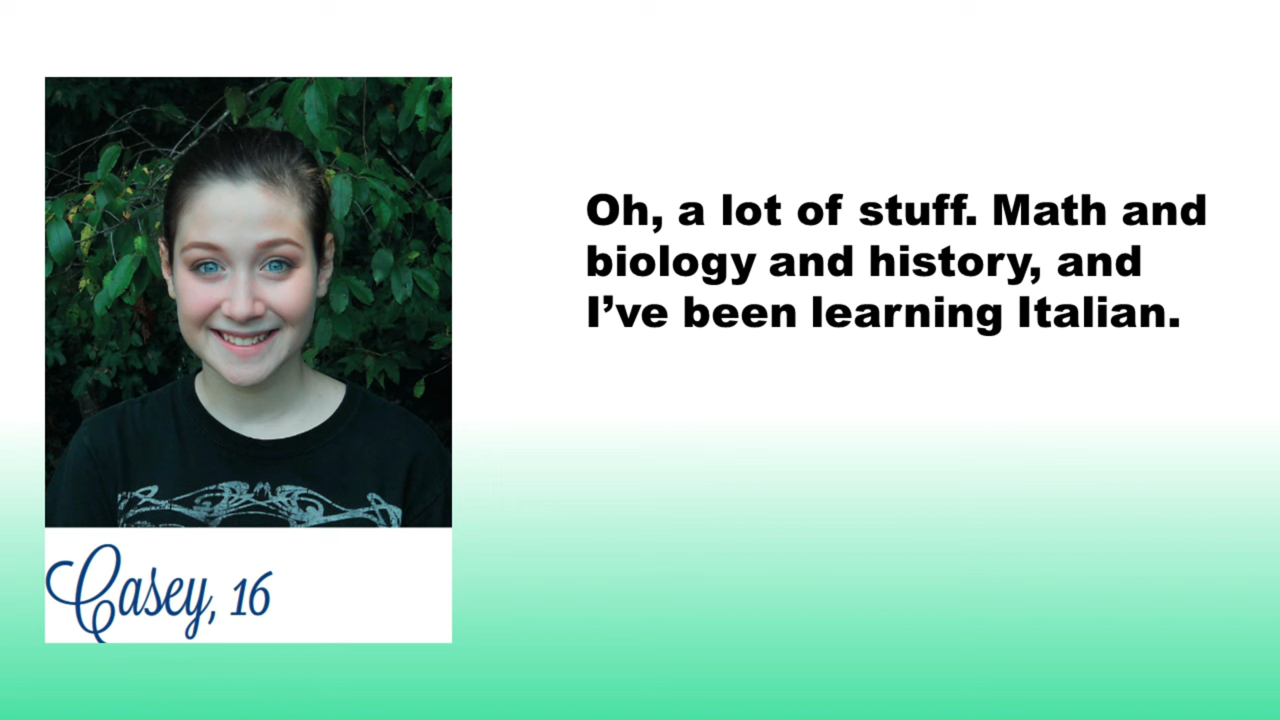 Oh, a lot of stuff. Math and
biology and history, and
I’ve been learning Italian.
Casey, 16